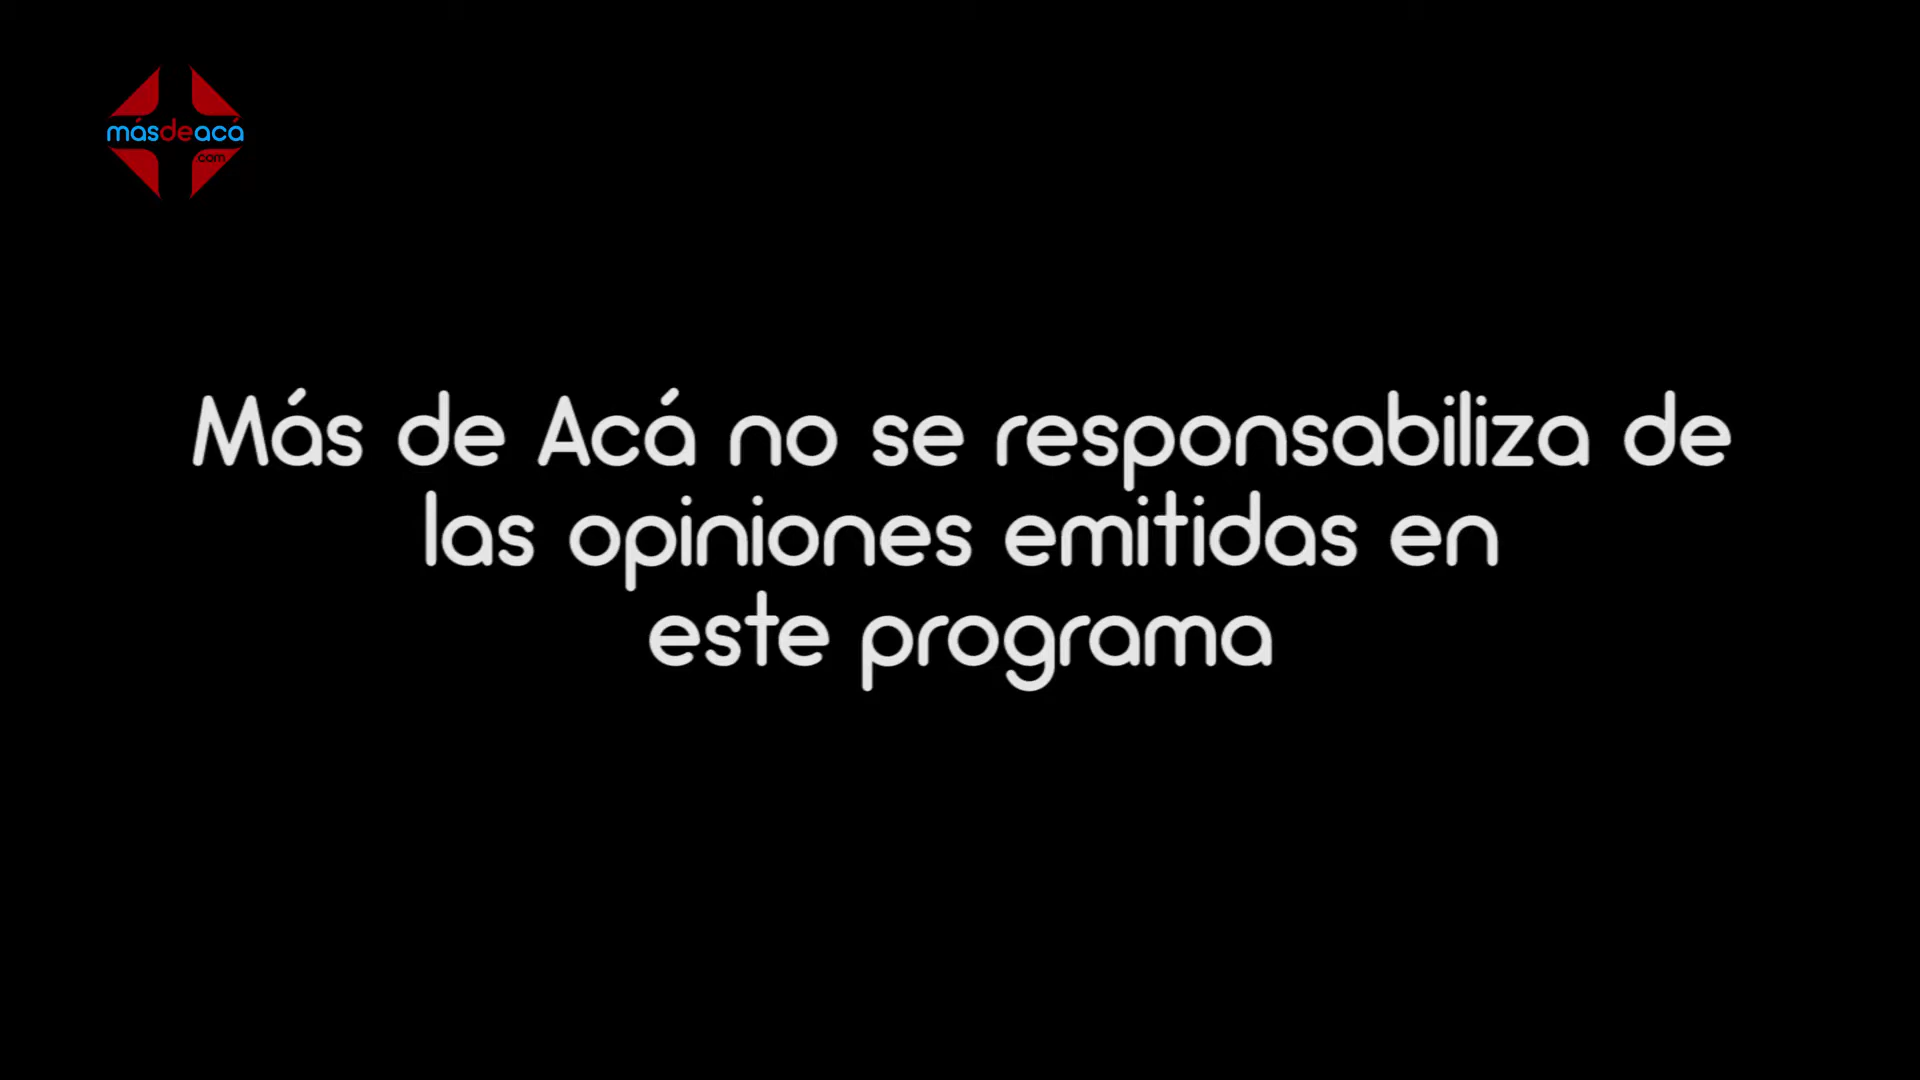 másdeacá
.com
Más de Acá no se responsabiliza de
las opiniones emitidas en
este programa